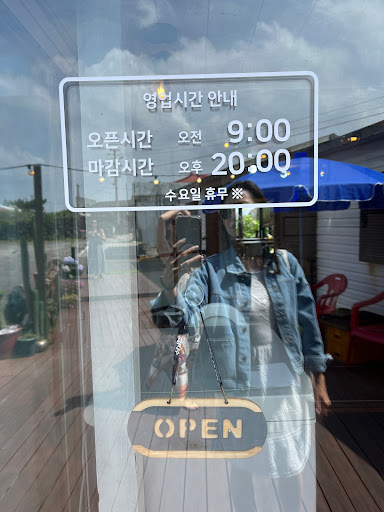 영업시간 안내
오픈시간 오전 9:00
마감시간 오후 20:00
수요일 휴무 ※
OPEN